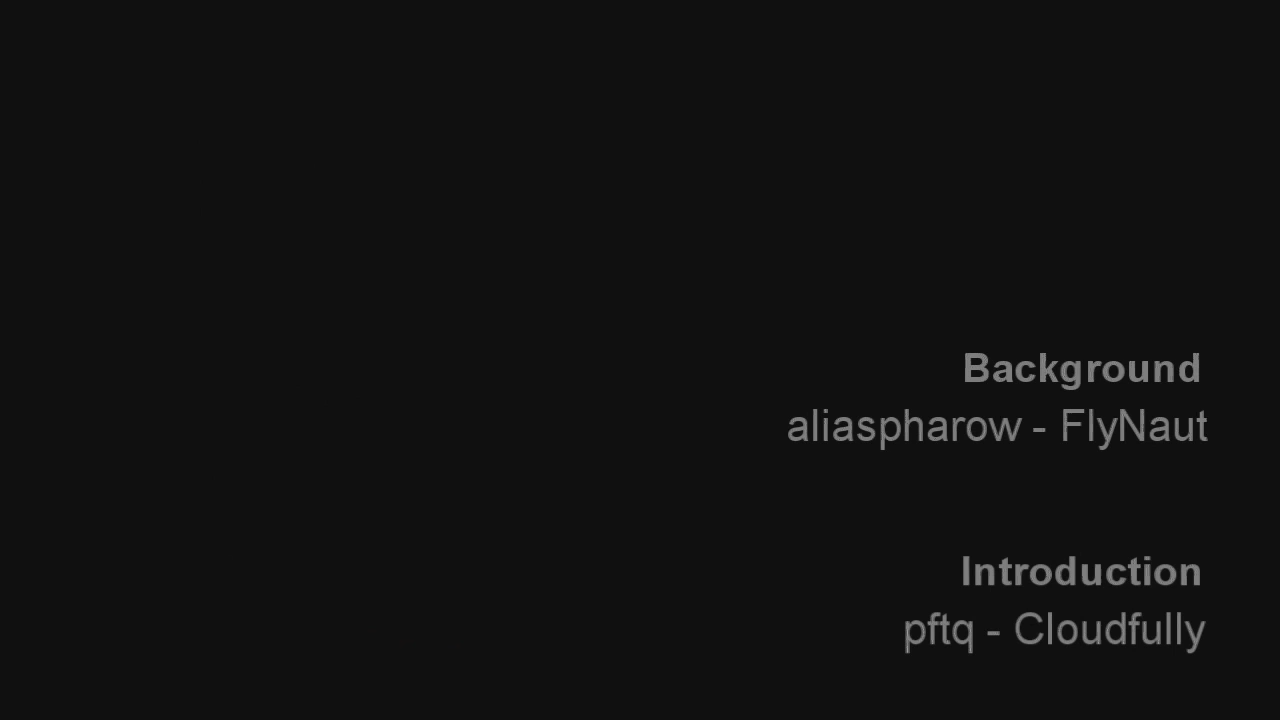 Background
aliaspharow - FlyNaut
Introduction
pftq - Cloudfully